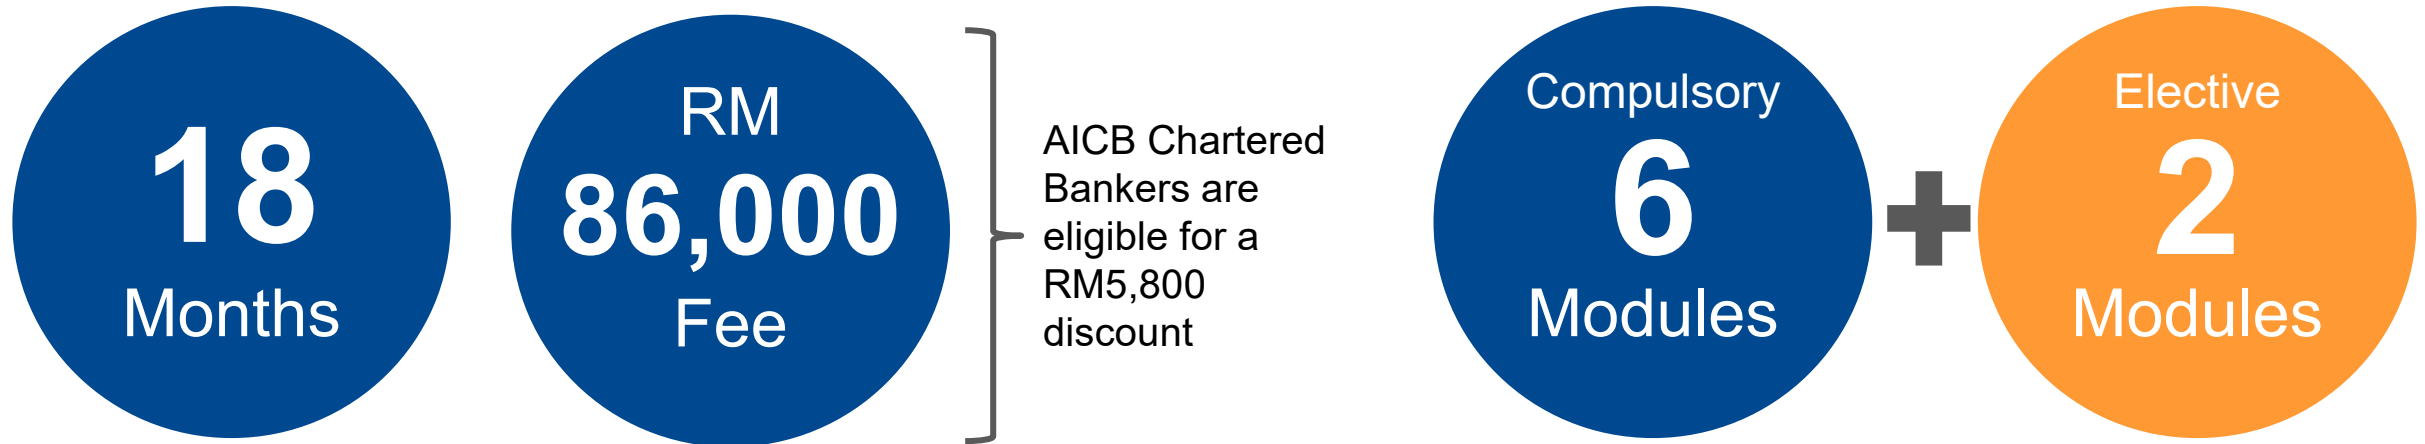 18
Months
RM
86,000
Fee
AICB Chartered
Bankers are
eligible for a
RM5,800
discount
Compulsory
6
Modules
Elective
2
Modules